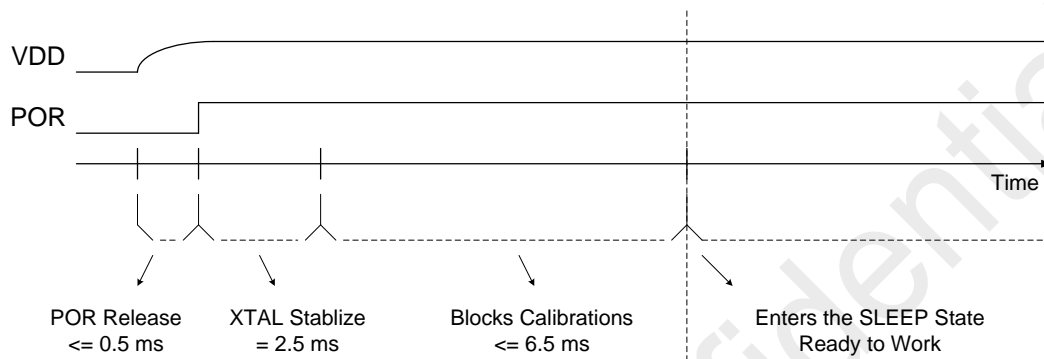 VDD
POR
Time
POR Release
<= 0.5 ms
XTAL Stablize
= 2.5 ms
Blocks Calibrations
<= 6.5 ms
Enters the SLEEP State
Ready to Work